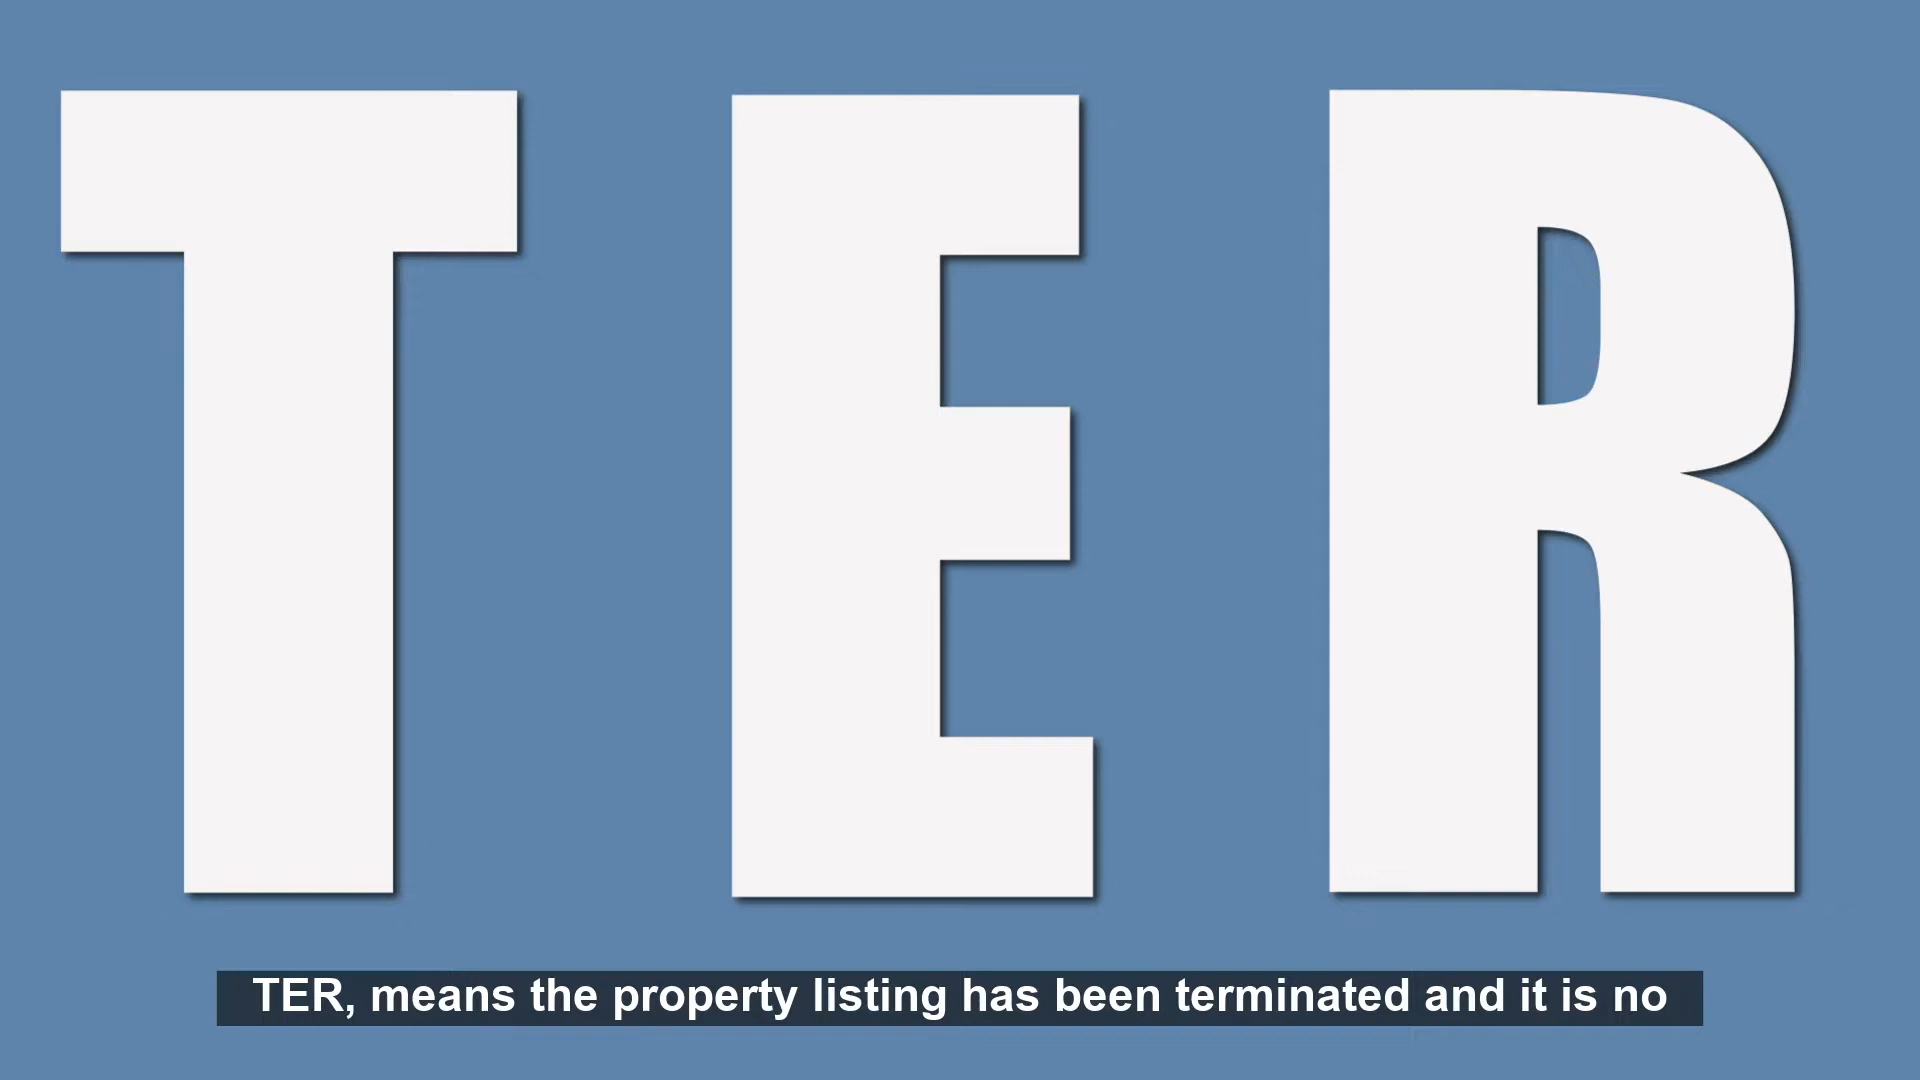 TER
TER, means the property listing has been terminated and it is no